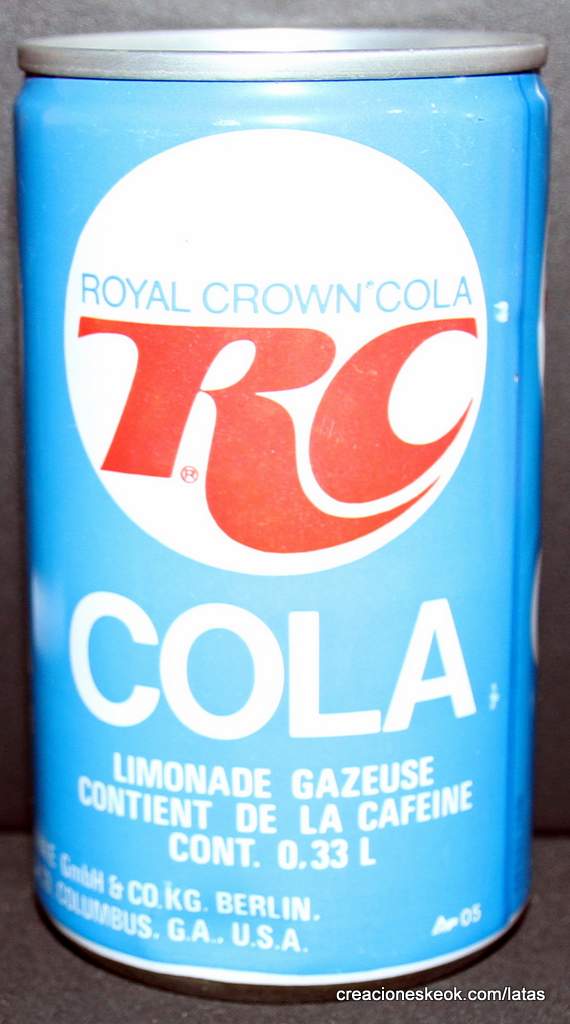 ROYAL CROWN COLA
RC®
COLA
LIMONADE GAZEUSE
CONTIENT DE LA CAFEINE
CONT. 0,33 L
GmbH & CO.KG. BERLIN.
COLUMBUS. G.A., U.S.A.
05
creacioneskeok.com/latas